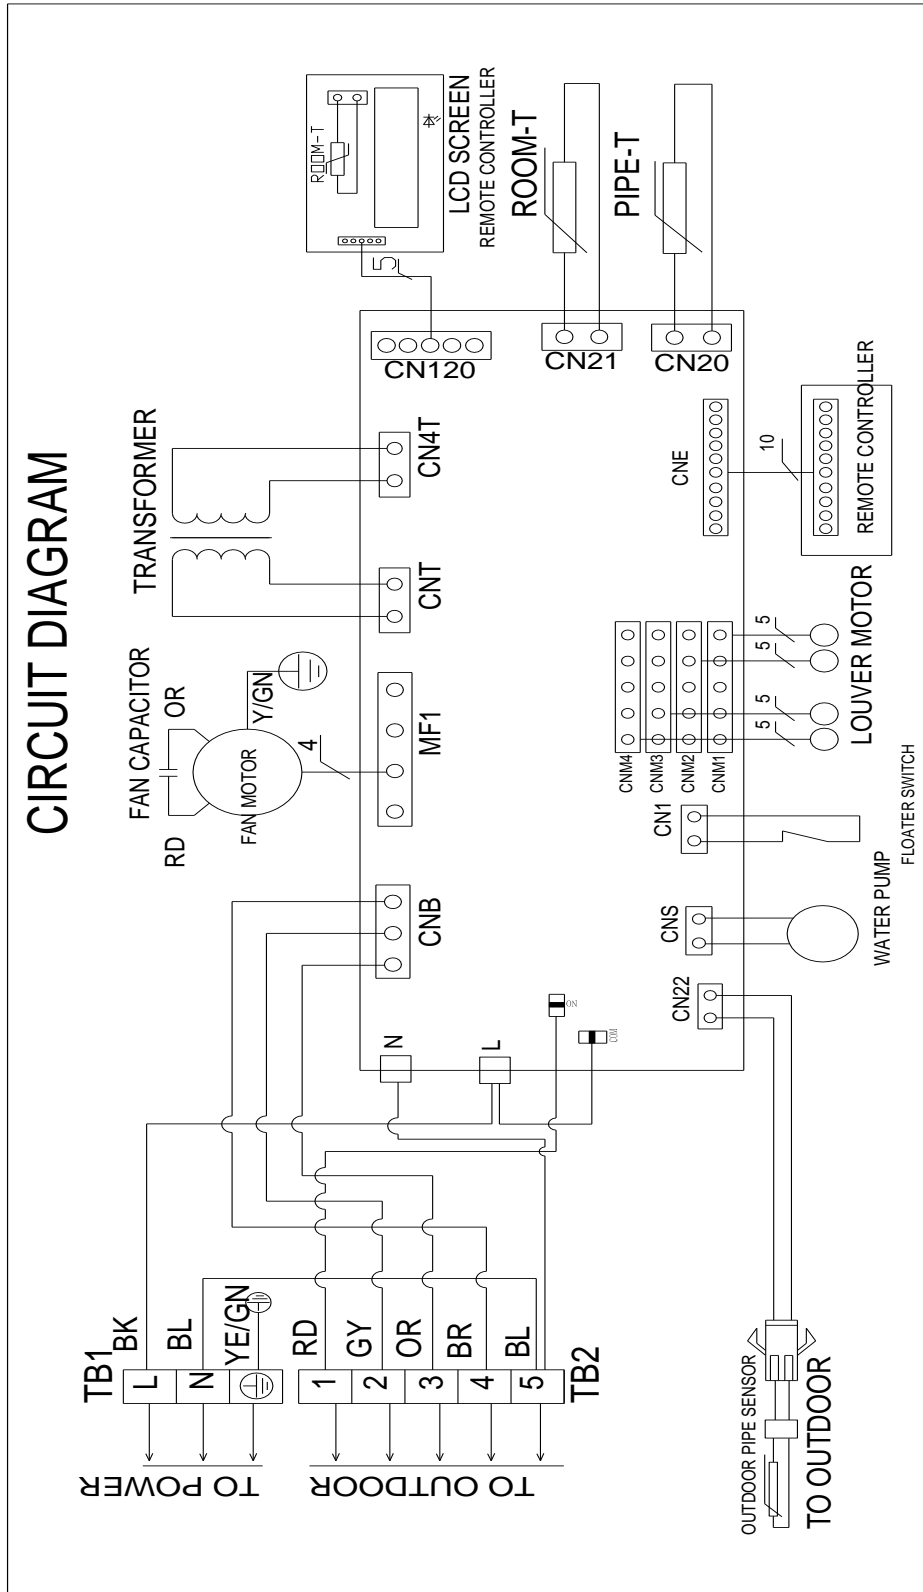 CIRCUIT DIAGRAM
TO POWER
TB1
L
BK
N
BL
YE/GN
TO OUTDOOR
1
RD
2
GY
3
OR
4
BR
5
BL
TB2
FAN CAPACITOR
RD
OR
FAN MOTOR
Y/GN
4
TRANSFORMER
ROOM-T
LCD SCREEN
REMOTE CONTROLLER
5
ROOM-T
PIPE-T
N
L
CNB
MF1
CNT
CN4T
CN120
CN21
CN20
ON
COM
CN22
CNS
CN1
CNM4
CNM3
CNM2
CNM1
CNE
OUTDOOR PIPE SENSOR
TO OUTDOOR
WATER PUMP
FLOATER SWITCH
5
5
5
5
LOUVER MOTOR
10
REMOTE CONTROLLER